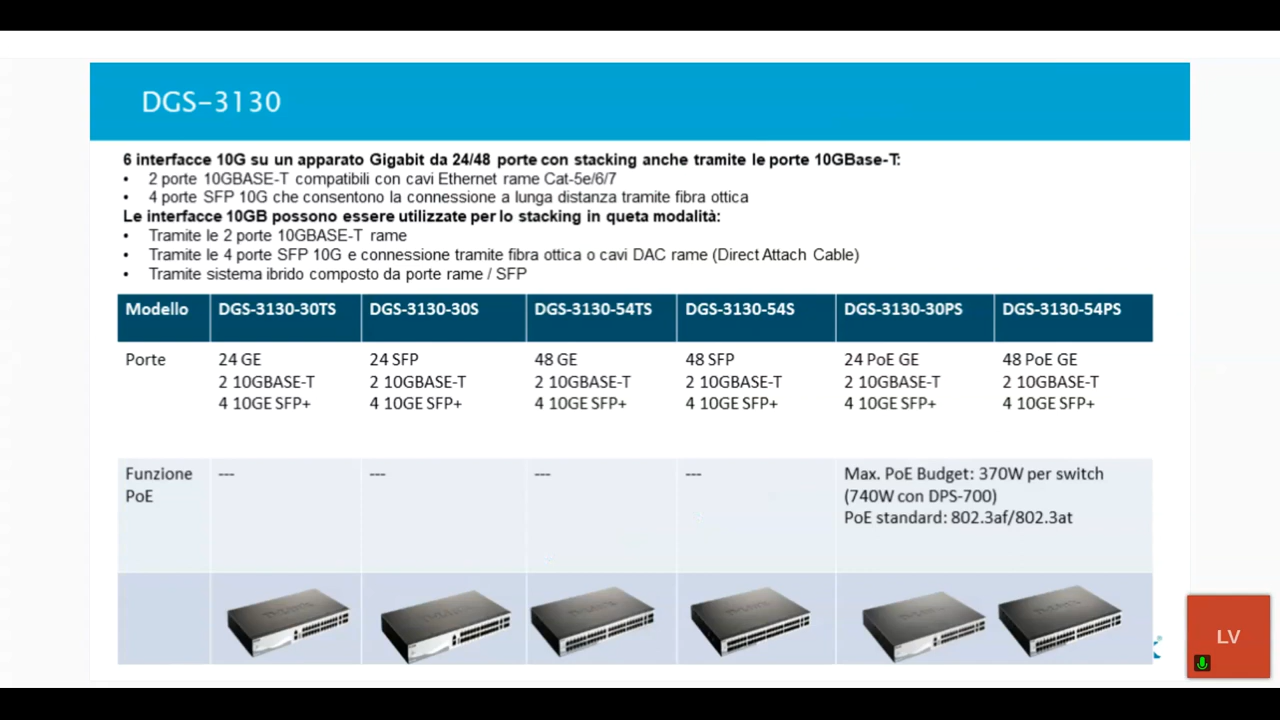 DGS-3130
6 interfacce 10G su un apparato Gigabit da 24/48 porte con stacking anche tramite le porte 10GBase-T:
• 2 porte 10GBASE-T compatibili con cavi Ethernet rame Cat-5e/6/7
• 4 porte SFP 10G che consentono la connessione a lunga distanza tramite fibra ottica
Le interfacce 10GB possono essere utilizzate per lo stacking in queta modalità:
• Tramite le 2 porte 10GBASE-T rame
• Tramite le 4 porte SFP 10G e connessione tramite fibra ottica o cavi DAC rame (Direct Attach Cable)
• Tramite sistema ibrido composto da porte rame / SFP
Modello DGS-3130-30TS DGS-3130-30S DGS-3130-54TS DGS-3130-54S DGS-3130-30PS DGS-3130-54PS
Porte 24 GE 24 SFP 48 GE 48 SFP 24 PoE GE 48 PoE GE
2 10GBASE-T 2 10GBASE-T 2 10GBASE-T 2 10GBASE-T 2 10GBASE-T 2 10GBASE-T
4 10GE SFP+ 4 10GE SFP+ 4 10GE SFP+ 4 10GE SFP+ 4 10GE SFP+ 4 10GE SFP+
Funzione --- --- --- --- Max. PoE Budget: 370W per switch
PoE (740W con DPS-700)
PoE standard: 802.3af/802.3at
LV